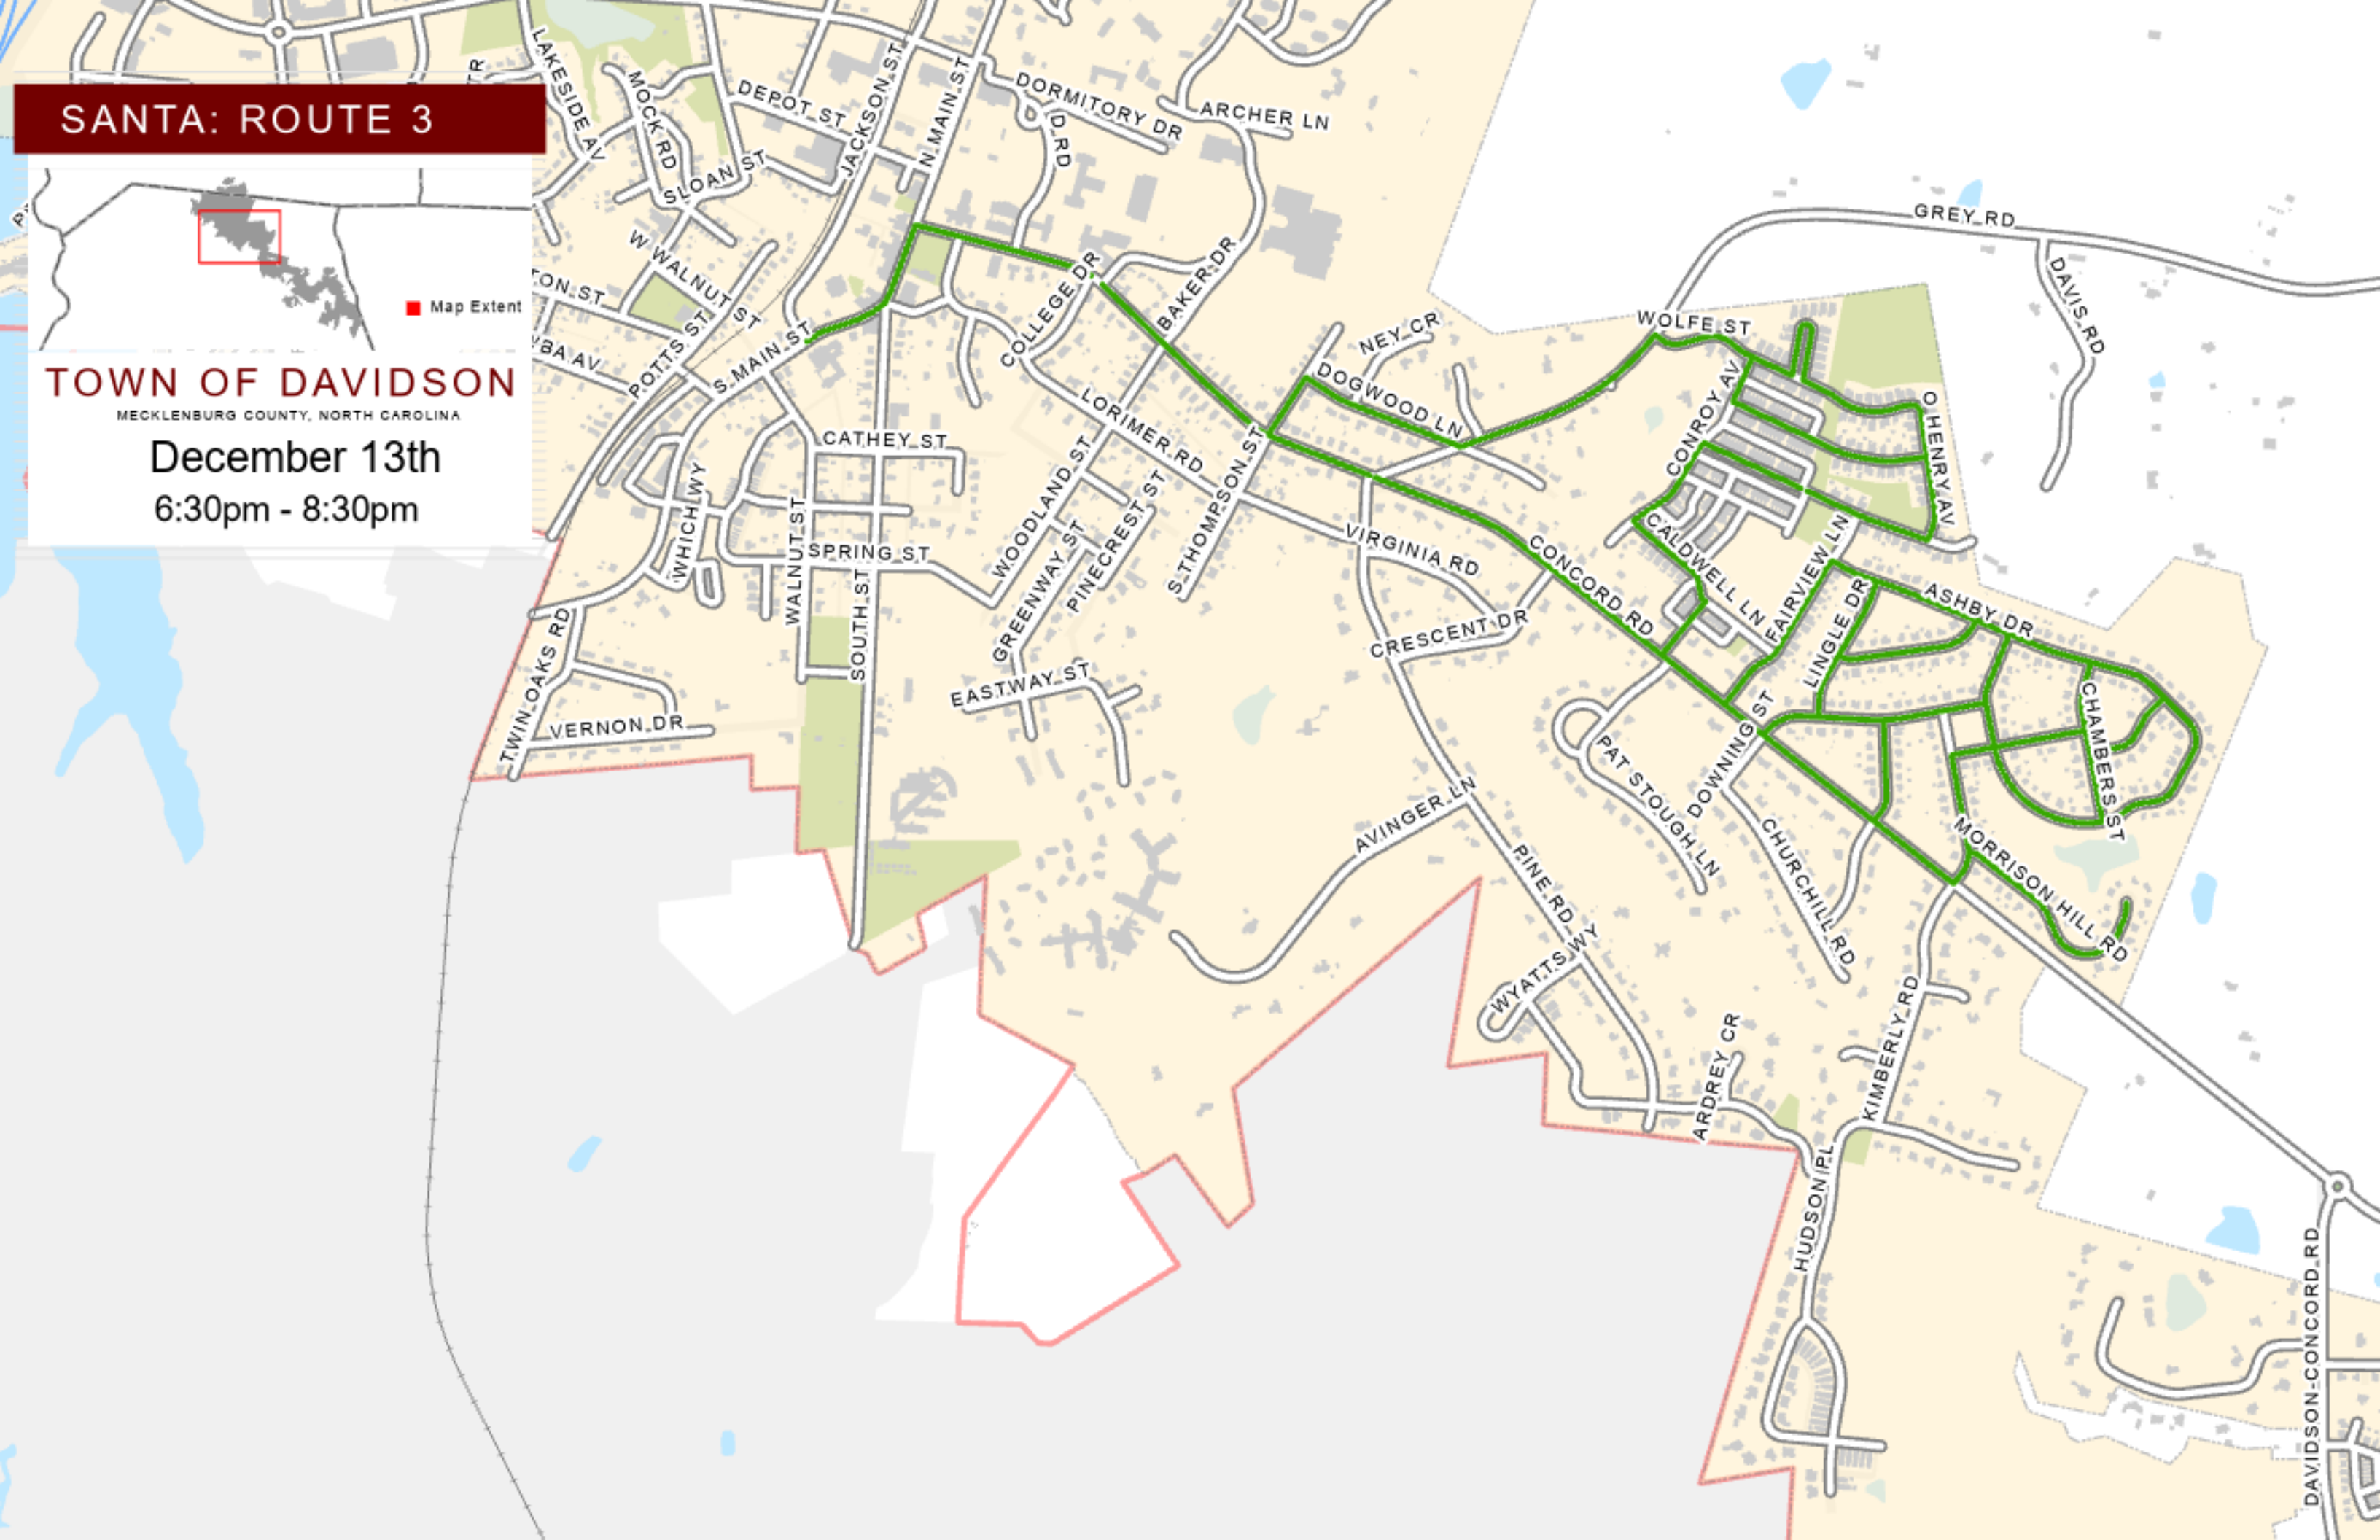 SANTA: ROUTE 3
Map Extent
TOWN OF DAVIDSON
MECKLENBURG COUNTY, NORTH CAROLINA
December 13th
6:30pm - 8:30pm
LAKESIDE AV
MOCK RD
DEPOT ST
SLOAN ST
JACKSON ST
N MAIN ST
DORMITORY DR
D RD
ARCHER LN
W WALNUT ST
TON ST
POTTS ST
S MAIN ST
COLLEGE DR
BAKER DR
NEY CR
DOGWOOD LN
WOLFE ST
GREY RD
DAVIS RD
CONROY AV
O HENRY AV
CATHEY ST
LORIMER RD
WHICH WY
WALNUT ST
SPRING ST
SOUTH ST
WOODLAND ST
GREENWAY ST
PINECREST ST
S THOMPSON ST
VIRGINIA RD
CONCORD RD
CRESCENT DR
CALDWELL LN
FAIRVIEW LN
LINGLE DR
ASHBY DR
CHAMBERS ST
TWIN OAKS RD
VERNON DR
EASTWAY ST
PAT STOUGH LN
DOWNING ST
CHURCHILL RD
MORRISON HILL RD
AVINGER LN
PINE RD
WYATTS WY
ARDREY CR
KIMBERLY RD
HUDSON PL
DAVIDSON-CONCORD RD